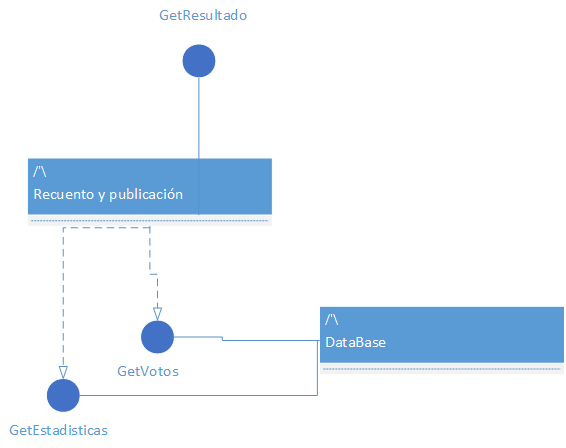 GetResultado
/'\
Recuento y publicación
/'\
DataBase
GetVotos
GetEstadisticas